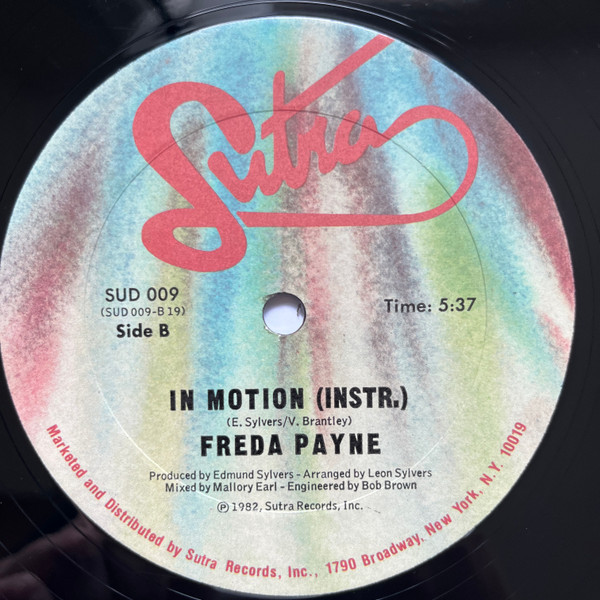 Sutra
SUD 009
(SUD 009-B 19)
Side B
Time: 5:37
IN MOTION (INSTR.)
(E. Sylvers/V. Brantley)
FREDA PAYNE
Produced by Edmund Sylvers - Arranged by Leon Sylvers
Mixed by Mallory Earl - Engineered by Bob Brown
℗ 1982, Sutra Records, Inc.
Marketed and Distributed by Sutra Records, Inc., 1790 Broadway, New York, N.Y. 10019